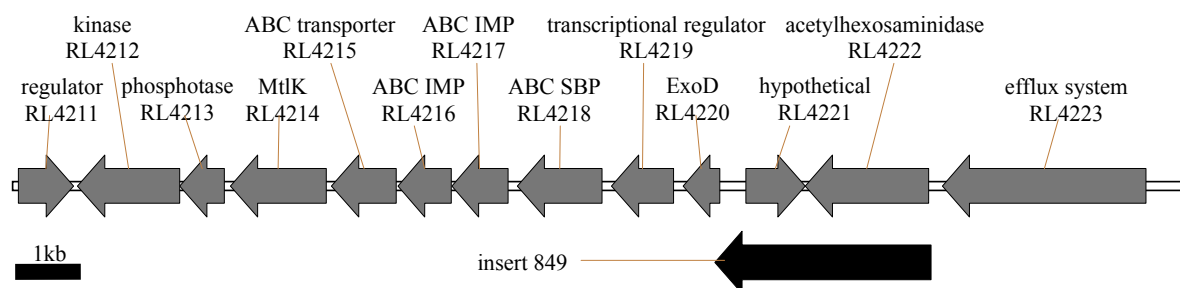 kinase
RL4212
ABC transporter
RL4215
ABC IMP
RL4217
transcriptional regulator
RL4219
acetylhexosaminidase
RL4222
regulator
RL4211
phosphotase
RL4213
MtlK
RL4214
ABC IMP
RL4216
ABC SBP
RL4218
ExoD
RL4220
hypothetical
RL4221
efflux system
RL4223
1kb
insert 849